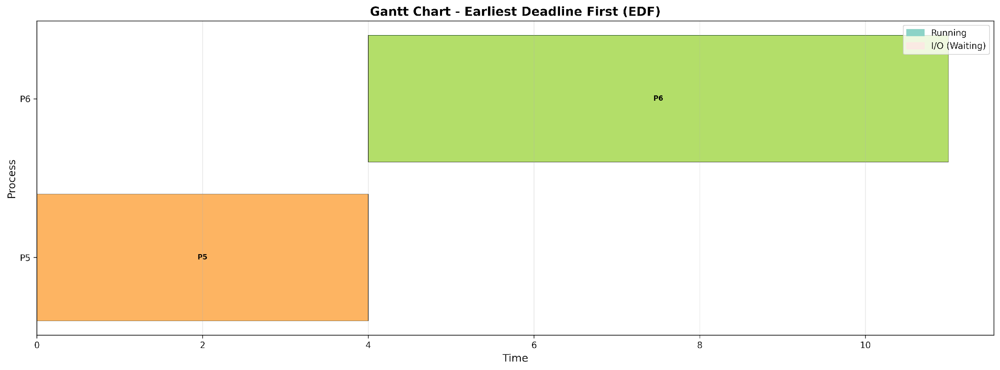 Gantt Chart - Earliest Deadline First (EDF)
Running
I/O (Waiting)
P6
P6
Process
P5
P5
0 2 4 6 8 10
Time